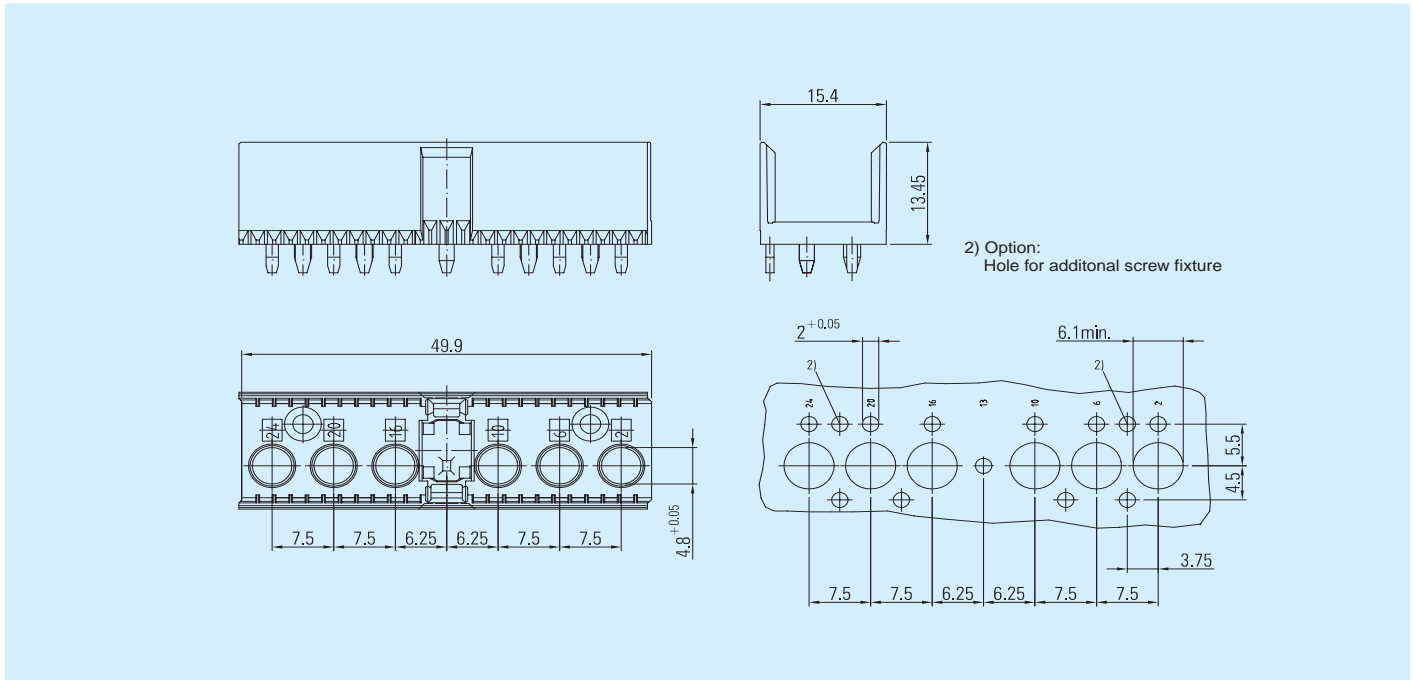 15.4
13.45
2) Option:
Hole for additonal screw fixture
49.9
24 20 16 10 6 2
7.5 7.5 6.25 6.25 7.5 7.5
4.8 +0.05
2 +0.05
6.1min.
2) 2)
24 20 16 13 10 6 2
5.5
4.5
3.75
7.5 7.5 6.25 6.25 7.5 7.5